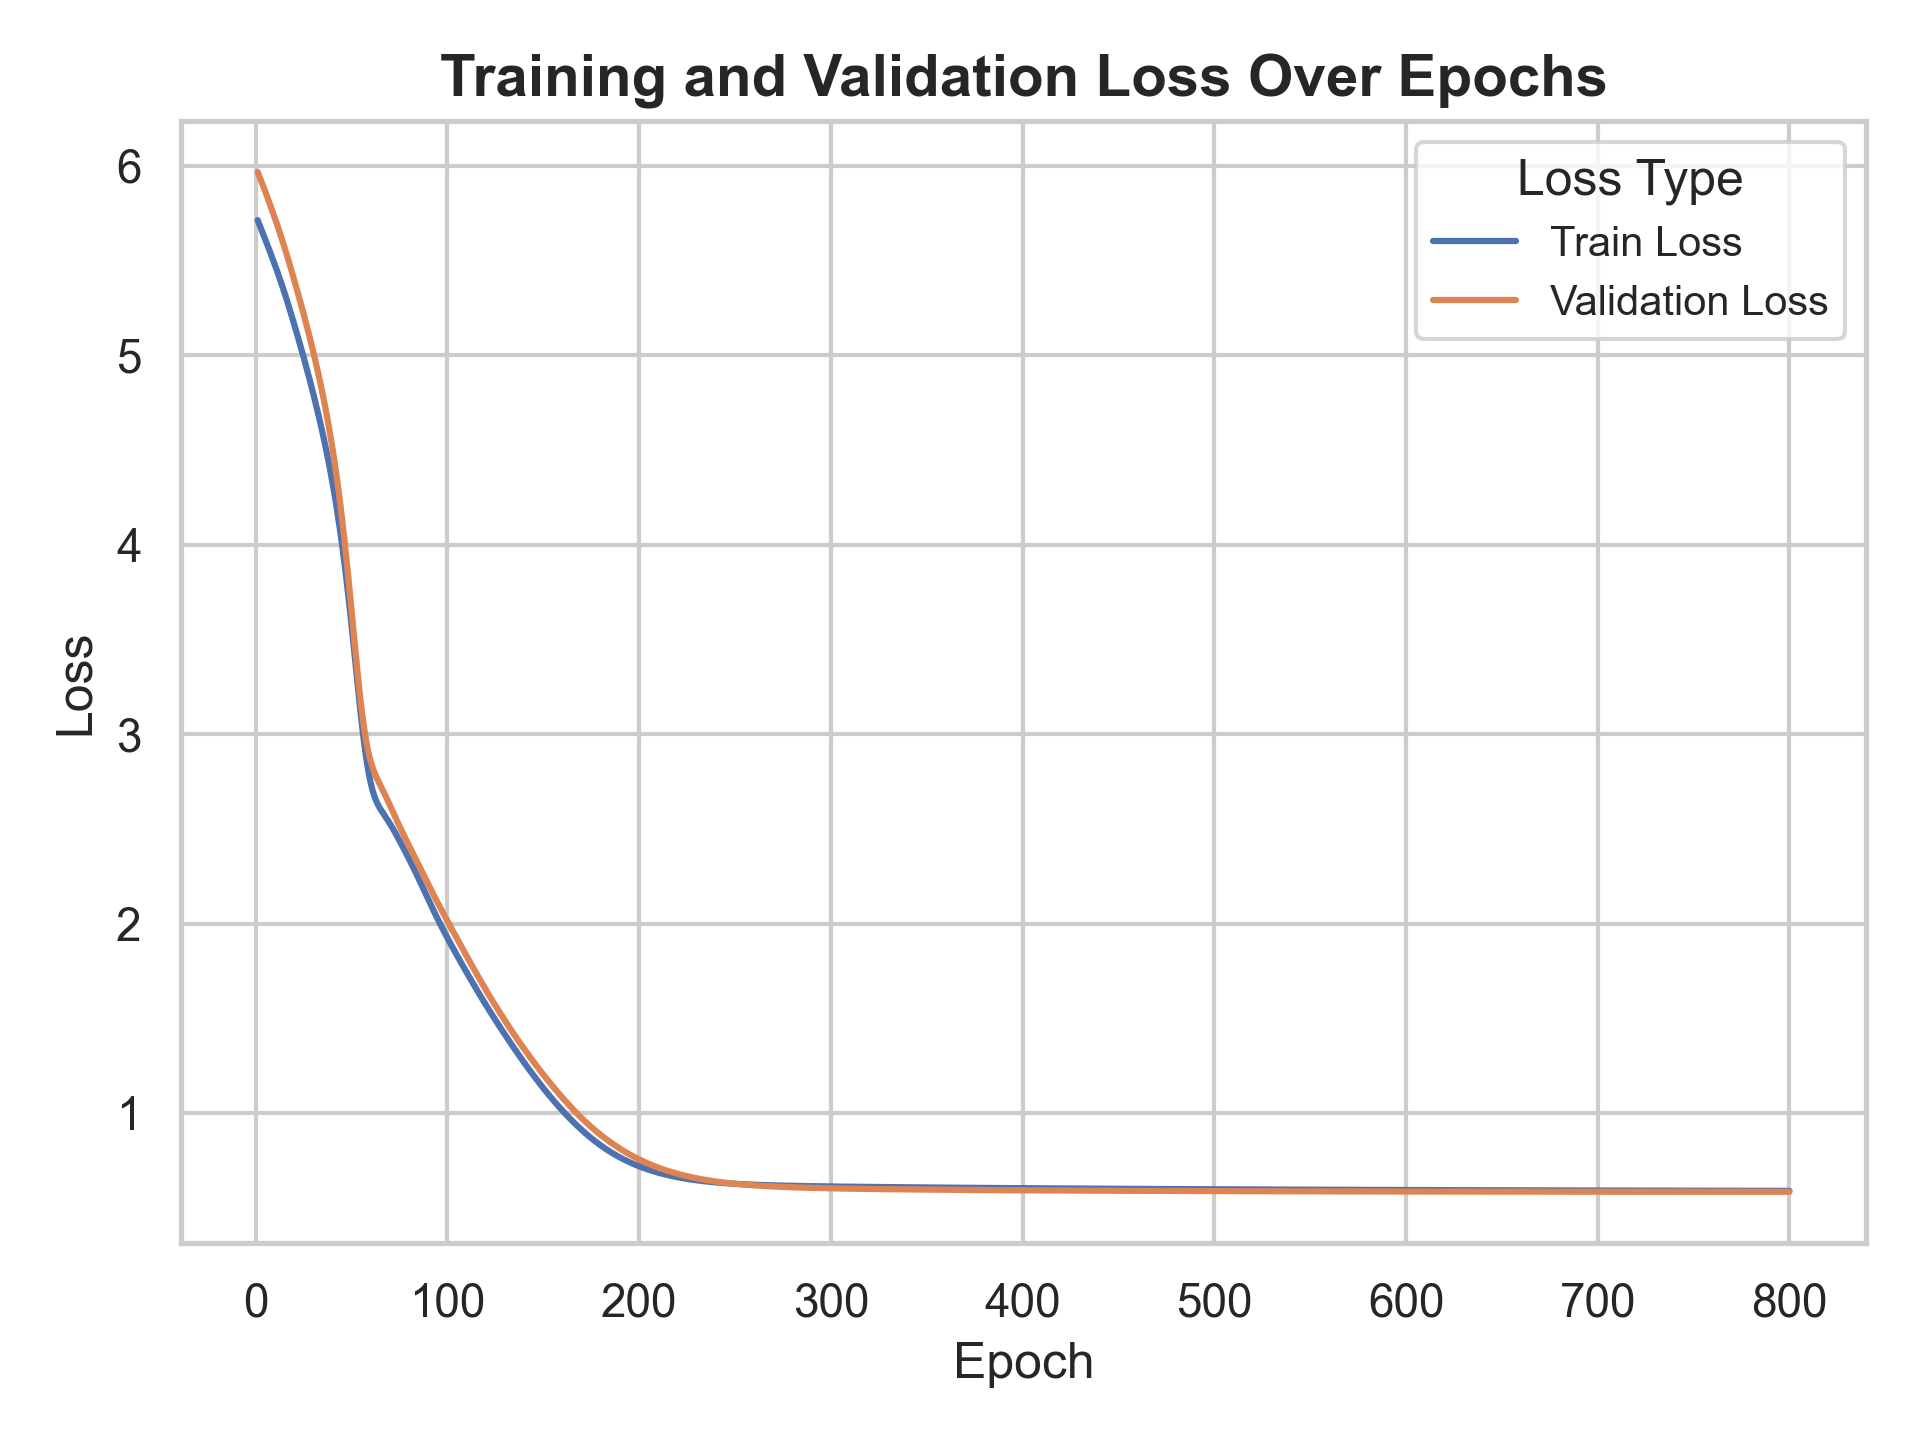 Training and Validation Loss Over Epochs
Loss Type
Train Loss
Validation Loss
Loss
6
5
4
3
2
1
0 100 200 300 400 500 600 700 800
Epoch